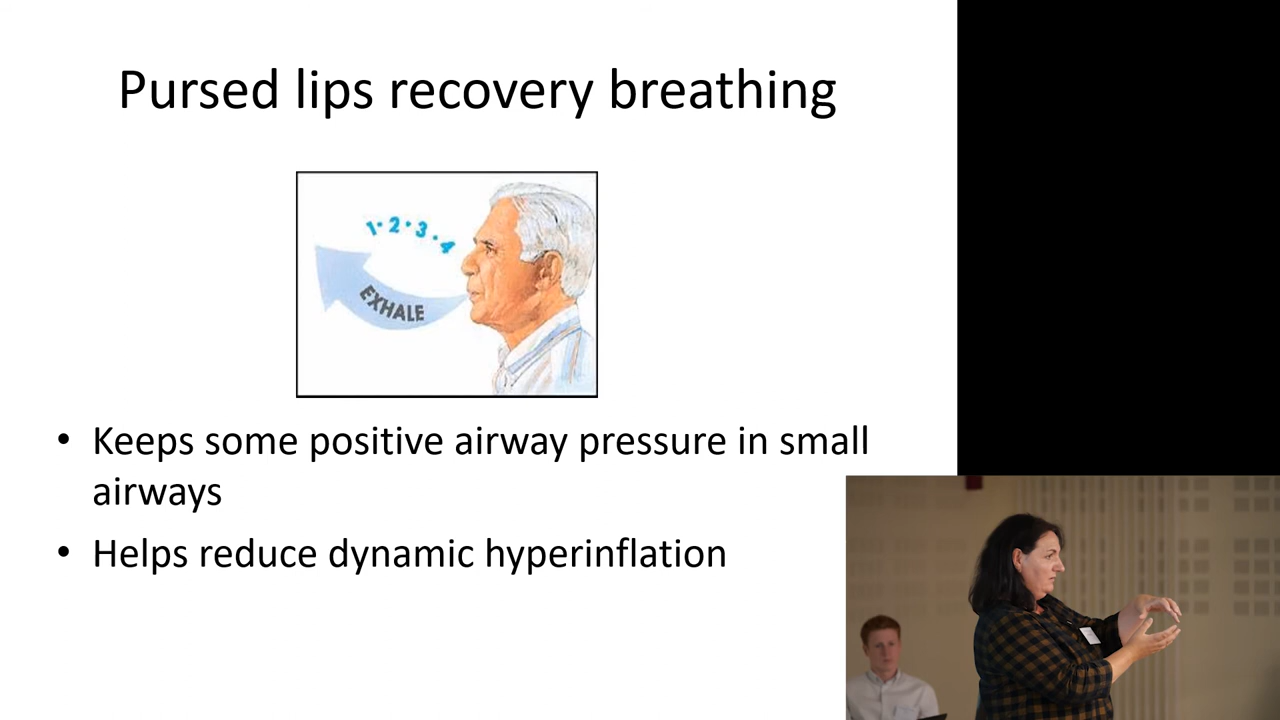 Pursed lips recovery breathing
1·2·3·4
EXHALE
• Keeps some positive airway pressure in small
airways
• Helps reduce dynamic hyperinflation